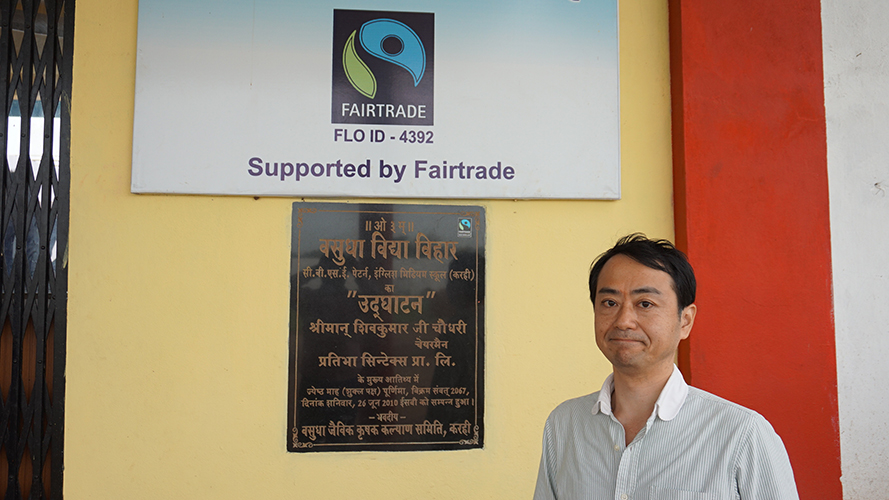 FAIRTRADE
FLO ID - 4392
Supported by Fairtrade
॥ ओ ३ म् ॥
वसुधा विद्या विहार
सी.बी.एस.ई. पेटर्न, इंग्लिश मिडियम स्कूल (करही)
का
"उद्घाटन"
श्रीमान् शिवकुमार जी चौधरी
चेयरमैन
प्रतिभा सिन्टेक्स प्रा. लि.
के मुख्य आतिथ्य में
ज्येष्ठ माह (शुक्ल पक्ष) पूर्णिमा, विक्रम संवत् 2067,
दिनांक शनिवार, 26 जून 2010 ईसवी को सम्पन्न हुआ।
– भवदीय –
वसुधा जैविक कृषक कल्याण समिति, करही